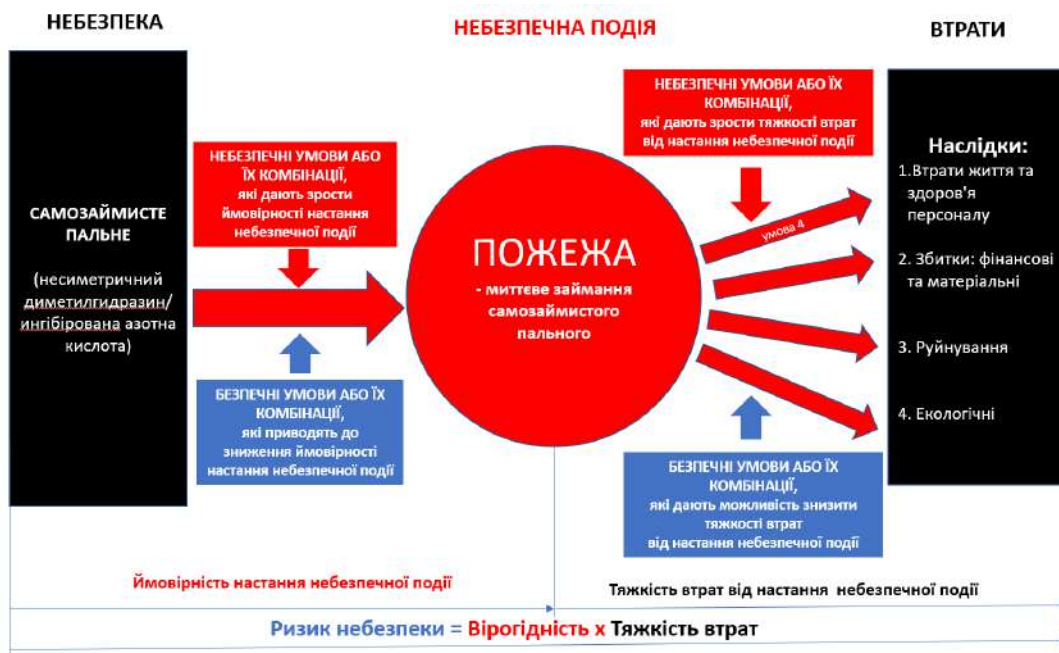 НЕБЕЗПЕКА
НЕБЕЗПЕЧНА ПОДІЯ
ВТРАТИ
САМОЗАЙМИСТЕ
ПАЛЬНЕ
(несиметричний
диметилгидразин/
ингібірована азотна
кислота)
НЕБЕЗПЕЧНІ УМОВИ АБО
ЇХ КОМБІНАЦІЇ,
які дають зрости
ймовірності настання
небезпечної події
БЕЗПЕЧНІ УМОВИ АБО ЇХ
КОМБІНАЦІЇ,
які приводять до
зниження ймовірності
настання небезпечної події
ПОЖЕЖА
- миттєве займання
самозаймистого
пального
НЕБЕЗПЕЧНІ УМОВИ АБО ЇХ
КОМБІНАЦІЇ,
які дають зрости тяжкості втрат
від настання небезпечної події
умова 4
БЕЗПЕЧНІ УМОВИ АБО ЇХ
КОМБІНАЦІЇ,
які дають можливість знизити
тяжкості втрат
від настання небезпечної події
Наслідки:
1.Втрати життя та
здоров'я
персоналу
2. Збитки: фінансові
та матеріальні
3. Руйнування
4. Екологічні
Ймовірність настання небезпечної події
Тяжкість втрат від настання небезпечної події
Ризик небезпеки = Вірогідність х Тяжкість втрат